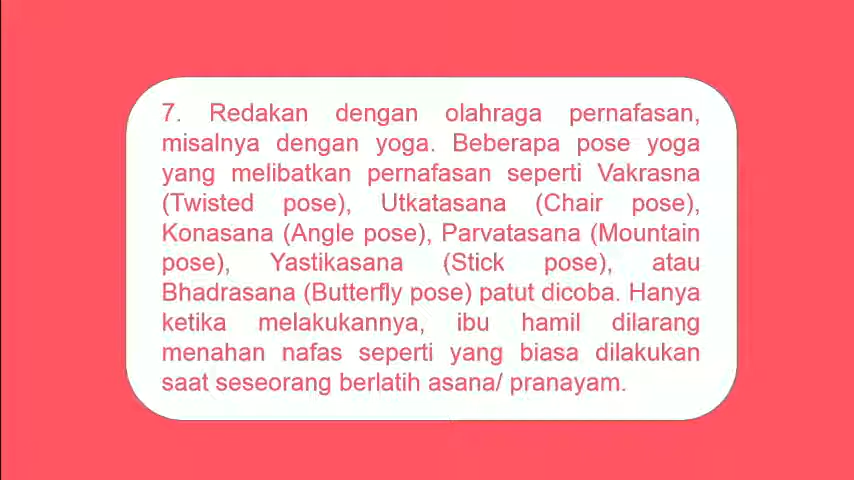 7. Redakan dengan olahraga pernafasan,
misalnya dengan yoga. Beberapa pose yoga
yang melibatkan pernafasan seperti Vakrasna
(Twisted pose), Utkatasana (Chair pose),
Konasana (Angle pose), Parvatasana (Mountain
pose), Yastikasana (Stick pose), atau
Bhadrasana (Butterfly pose) patut dicoba. Hanya
ketika melakukannya, ibu hamil dilarang
menahan nafas seperti yang biasa dilakukan
saat seseorang berlatih asana/ pranayam.